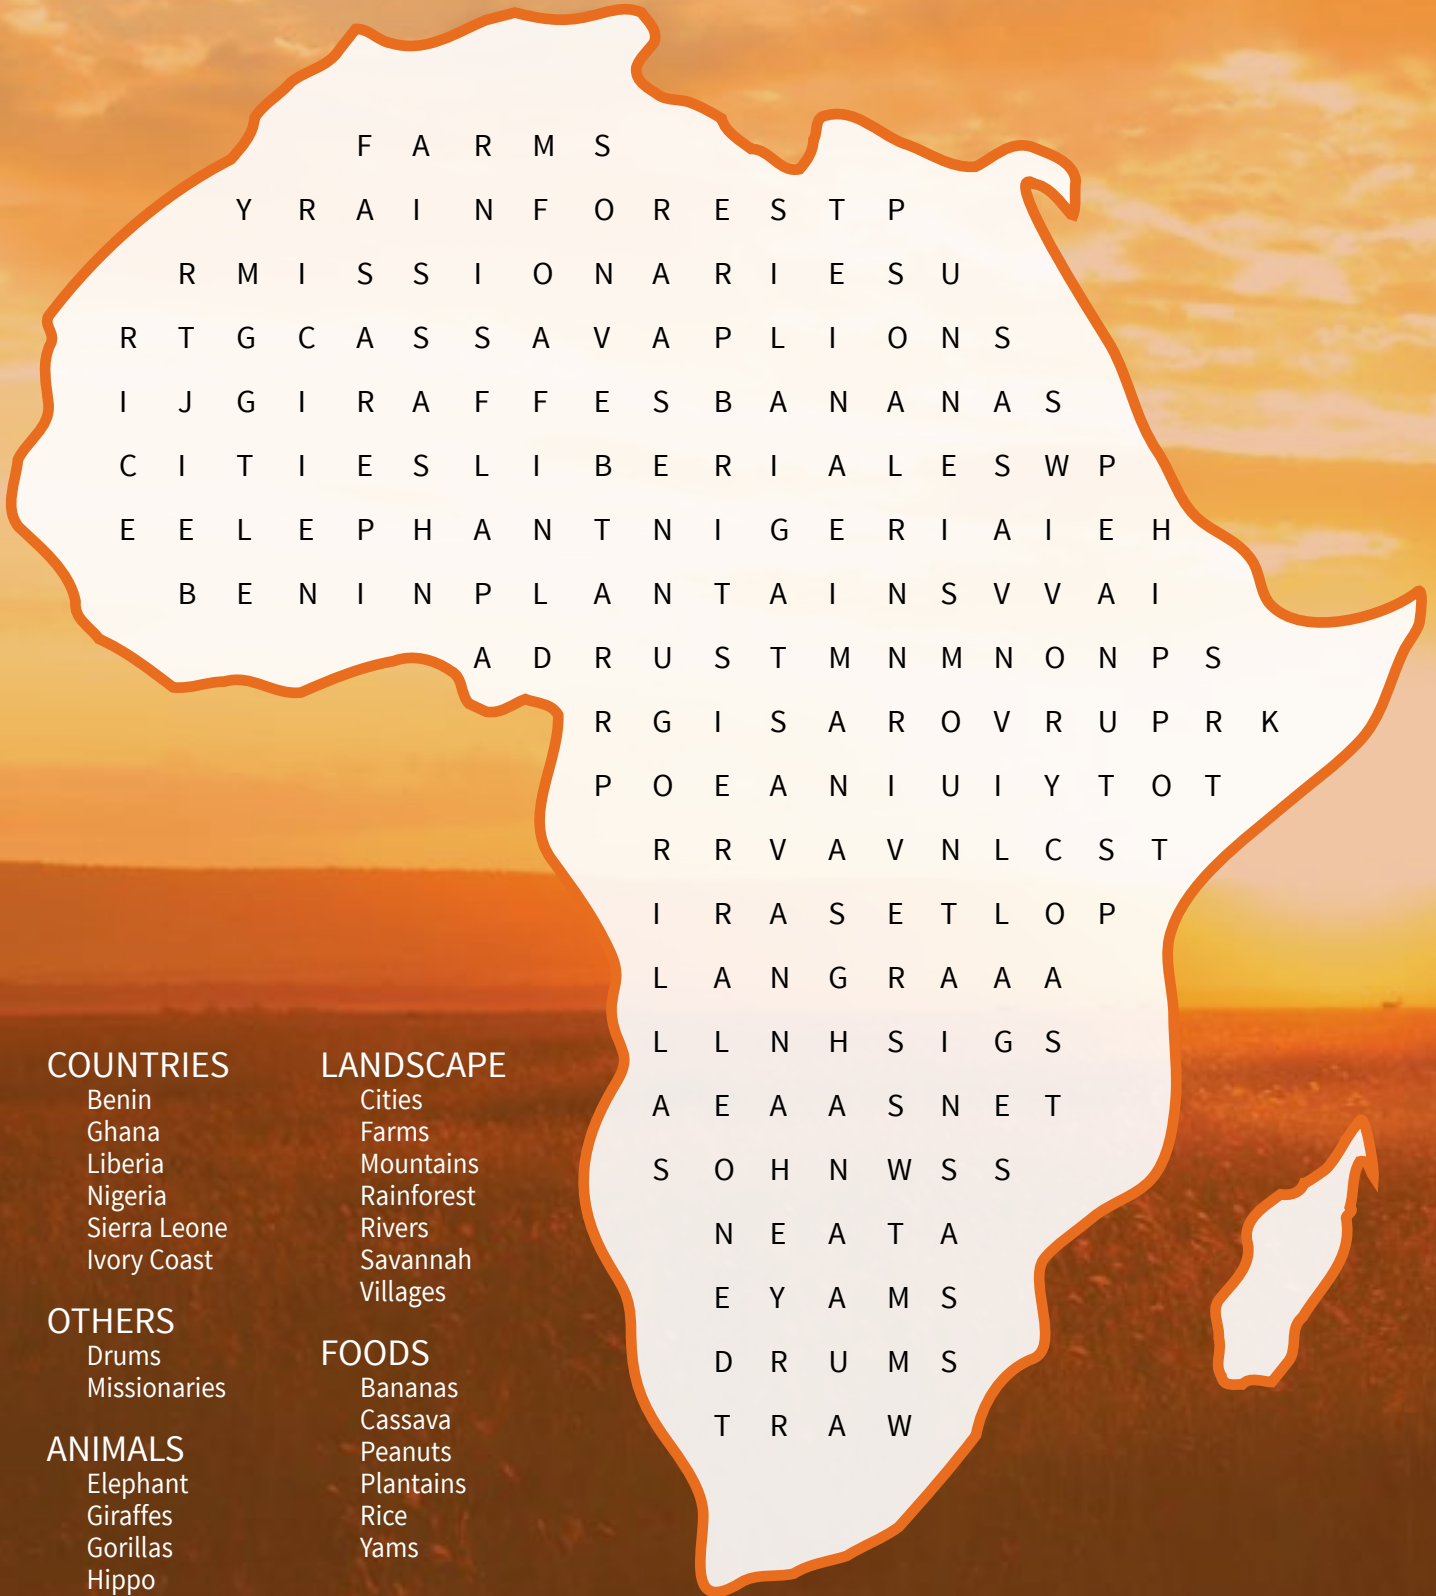 F A R M S
Y R A I N F O R E S T P
R M I S S I O N A R I E S U
R T G C A S S A V A P L I O N S
I J G I R A F F E S B A N A N A S
C I T I E S L I B E R I A L E S W P
E E L E P H A N T N I G E R I A I E H
B E N I N P L A N T A I N S V V A I
A D R U S T M N M N O N P S
R G I S A R O V R U P R K
P O E A N I U I Y T O T
R R V A V N L C S T
I R A S E T L O P
L A N G R A A A
L L N H S I G S
A E A A S N E T
S O H N W S S
N E A T A
E Y A M S
D R U M S
T R A W
COUNTRIES
Benin
Ghana
Liberia
Nigeria
Sierra Leone
Ivory Coast
OTHERS
Drums
Missionaries
ANIMALS
Elephant
Giraffes
Gorillas
Hippo
LANDSCAPE
Cities
Farms
Mountains
Rainforest
Rivers
Savannah
Villages
FOODS
Bananas
Cassava
Peanuts
Plantains
Rice
Yams